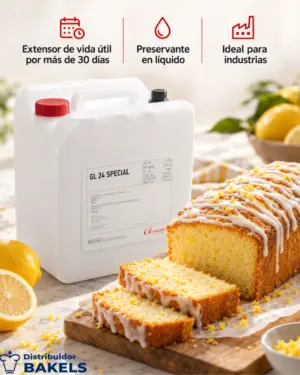 Extensor de vida útil
por más de 30 días
Preservante
en líquido
Ideal para
industrias
GL 24 SPECIAL
Distribuidor
BAKELS